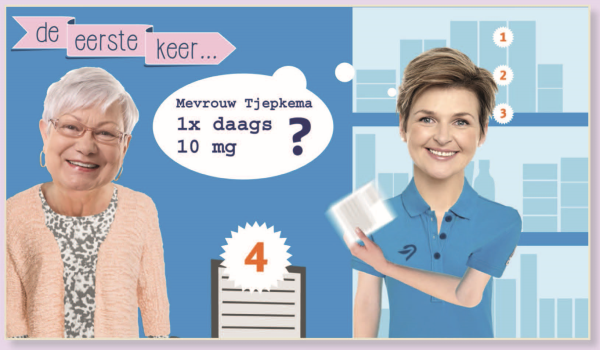 de
eerste
keer...
Mevrouw Tjepkema
1x daags
10 mg
?
1
2
3
4